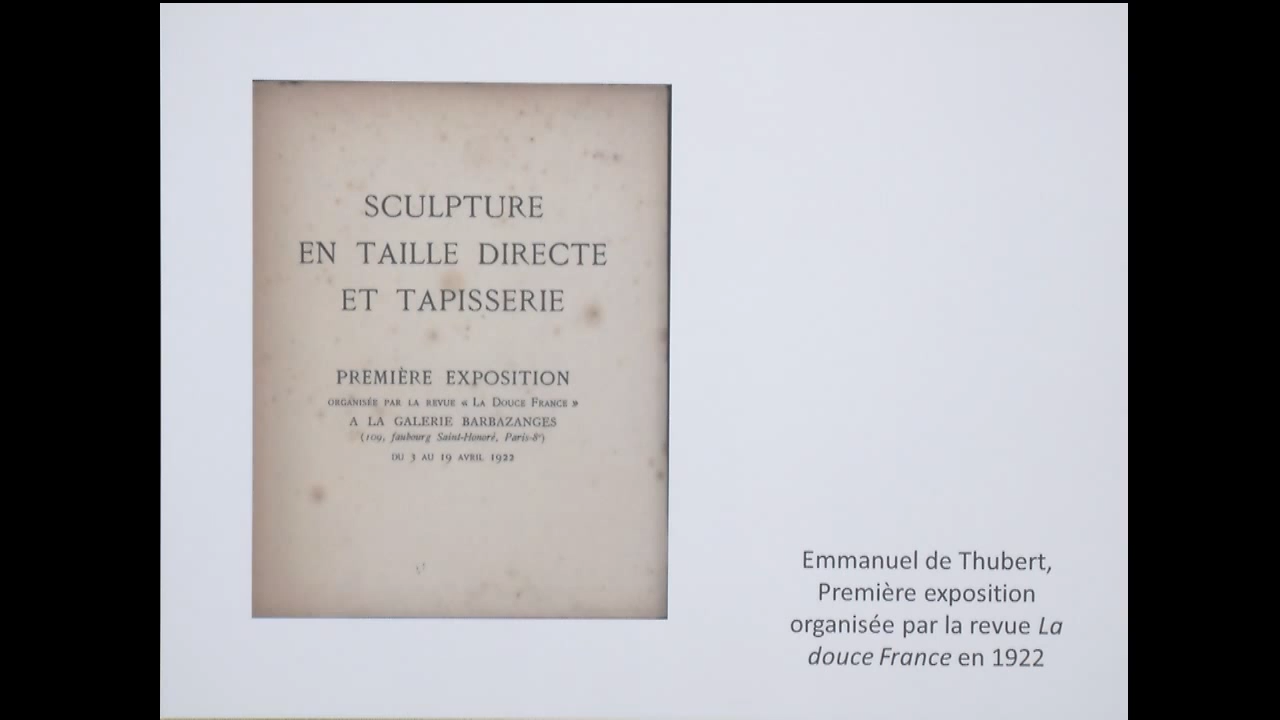 SCULPTURE
EN TAILLE DIRECTE
ET TAPISSERIE
PREMIÈRE EXPOSITION
ORGANISÉE PAR LA REVUE « LA DOUCE FRANCE »
A LA GALERIE BARBAZANGES
(109, faubourg Saint-Honoré, Paris-8e)
DU 3 AU 19 AVRIL 1922
Emmanuel de Thubert,
Première exposition
organisée par la revue La
douce France en 1922